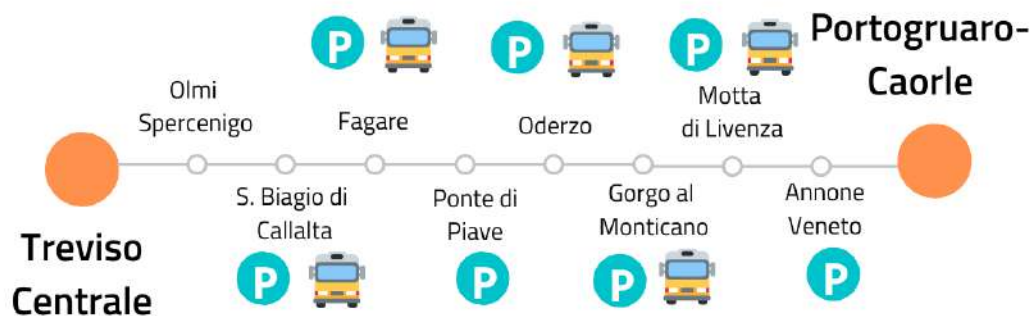 P
P
P
Portogruaro-
Caorle
Olmi
Spercenigo
Fagare
Oderzo
Motta
di Livenza
Treviso
Centrale
S. Biagio di
Callalta
Ponte di
Piave
Gorgo al
Monticano
Annone
Veneto
P
P
P
P